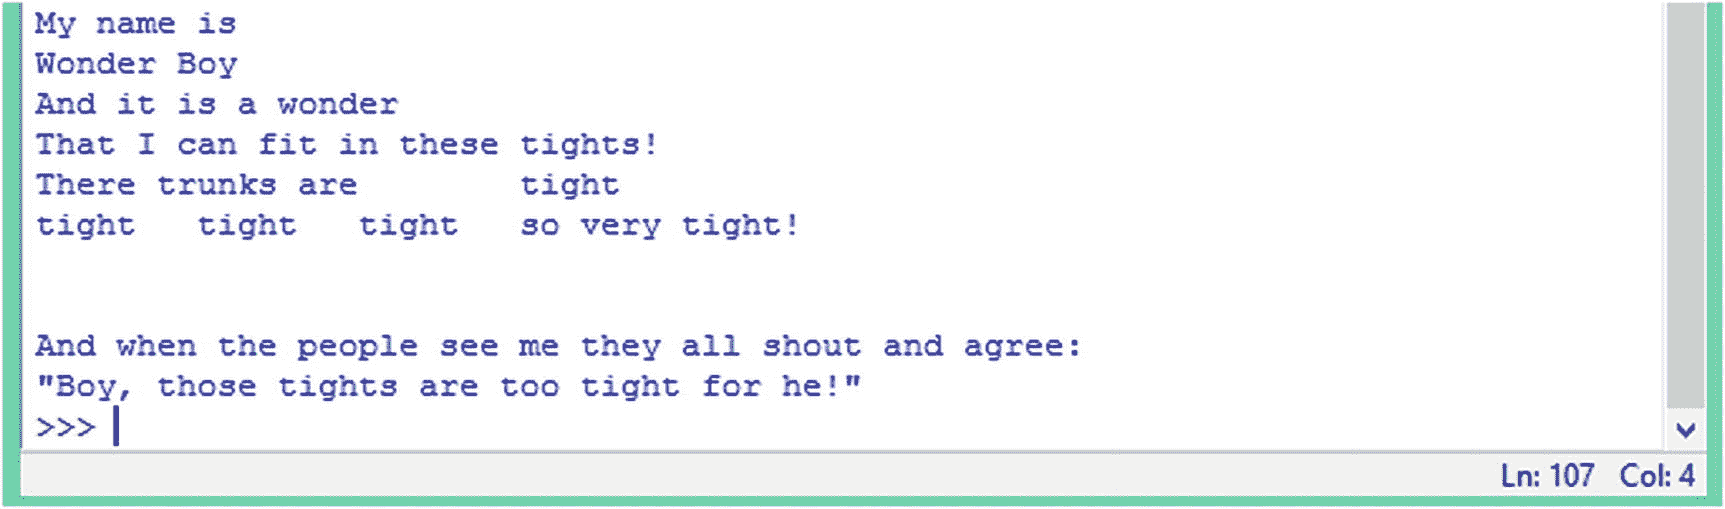 My name is
Wonder Boy
And it is a wonder
That I can fit in these tights!
There trunks are        tight
tight   tight   tight   so very tight!
And when the people see me they all shout and agree:
"Boy, those tights are too tight for he!"
>>>
Ln: 107 Col: 4